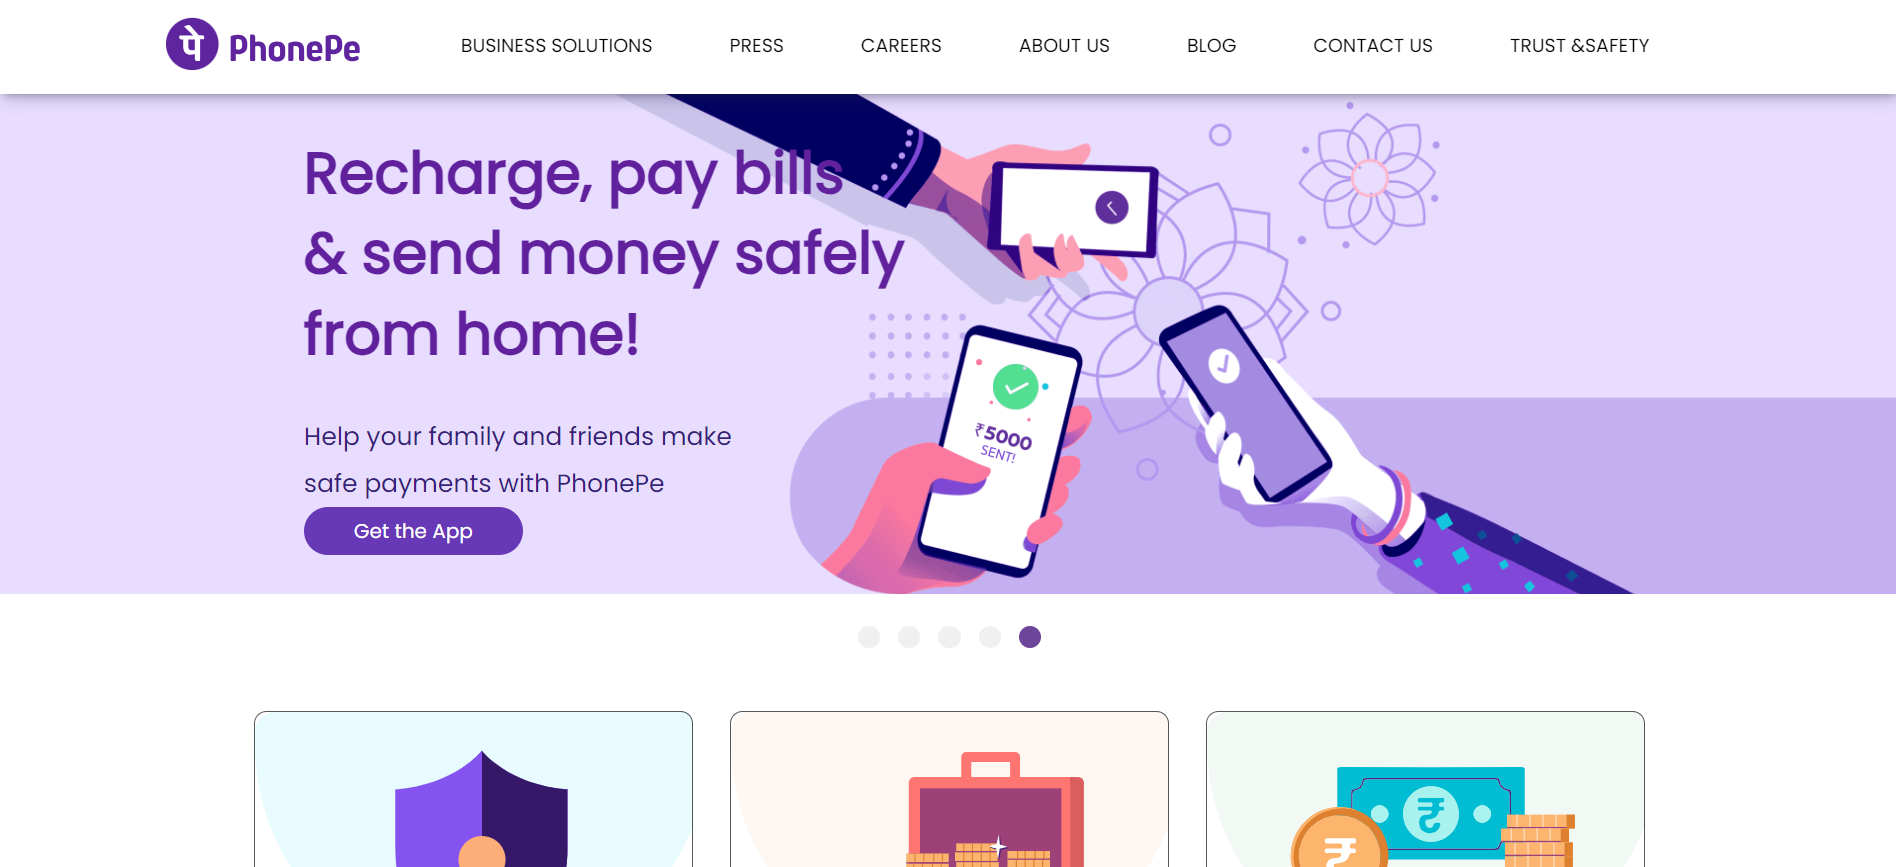 पे PhonePe
BUSINESS SOLUTIONS
PRESS
CAREERS
ABOUT US
BLOG
CONTACT US
TRUST &SAFETY
Recharge, pay bills
& send money safely
from home!
Help your family and friends make
safe payments with PhonePe
Get the App
₹5000
SENT!
₹
₹